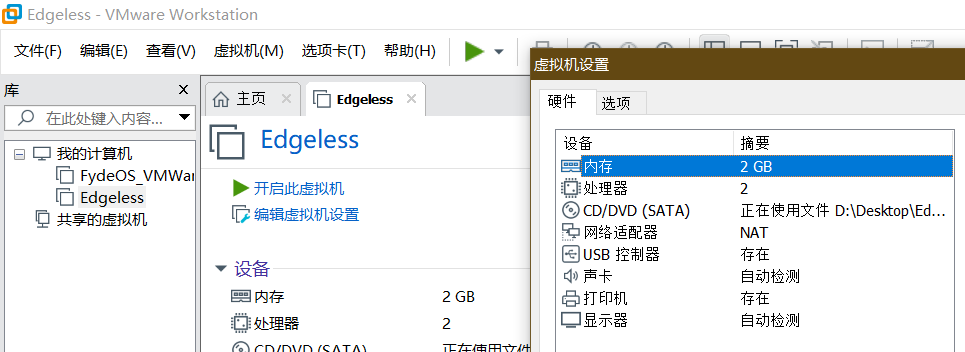 Edgeless - VMware Workstation
文件(F) 编辑(E) 查看(V) 虚拟机(M) 选项卡(T) 帮助(H)
库
在此处键入内容...
我的计算机
FydeOS_VMWar
Edgeless
共享的虚拟机
主页
Edgeless
Edgeless
开启此虚拟机
编辑虚拟机设置
设备
内存 2 GB
处理器 2
CD/DVD (SATA) 正在使用文件
虚拟机设置
硬件 选项
设备 摘要
内存 2 GB
处理器 2
CD/DVD (SATA) 正在使用文件 D:\Desktop\Ed...
网络适配器 NAT
USB 控制器 存在
声卡 自动检测
打印机 存在
显示器 自动检测